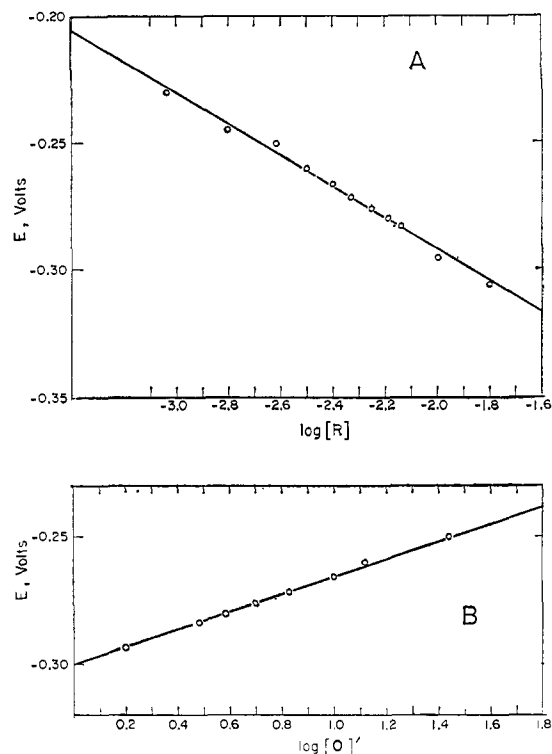 -0.20
A
-0.25
E, Volts
-0.30
-0.35
-3.0 -2.8 -2.6 -2.4 -2.2 -2.0 -1.8 -1.6
log [R]
-0.25
E, Volts
B
-0.30
0.2 0.4 0.6 0.8 1.0 1.2 1.4 1.6 1.8
log [O]'